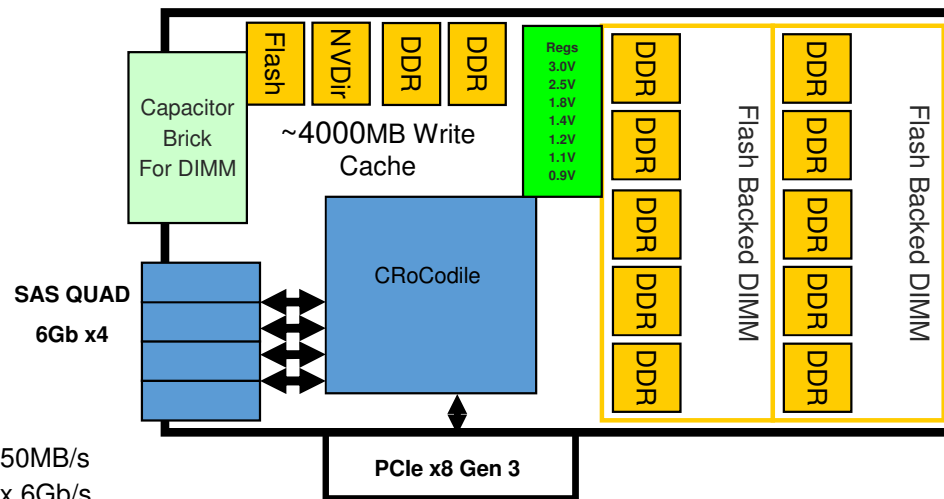 Flash
NVDir
DDR
DDR
Regs
3.0V
2.5V
1.8V
1.4V
1.2V
1.1V
0.9V
Capacitor
Brick
For DIMM
~4000MB Write
Cache
DDR
DDR
DDR
DDR
DDR
Flash Backed DIMM
DDR
DDR
DDR
DDR
DDR
Flash Backed DIMM
CRoCodile
SAS QUAD
6Gb x4
50MB/s
x 6Gb/s
PCIe x8 Gen 3